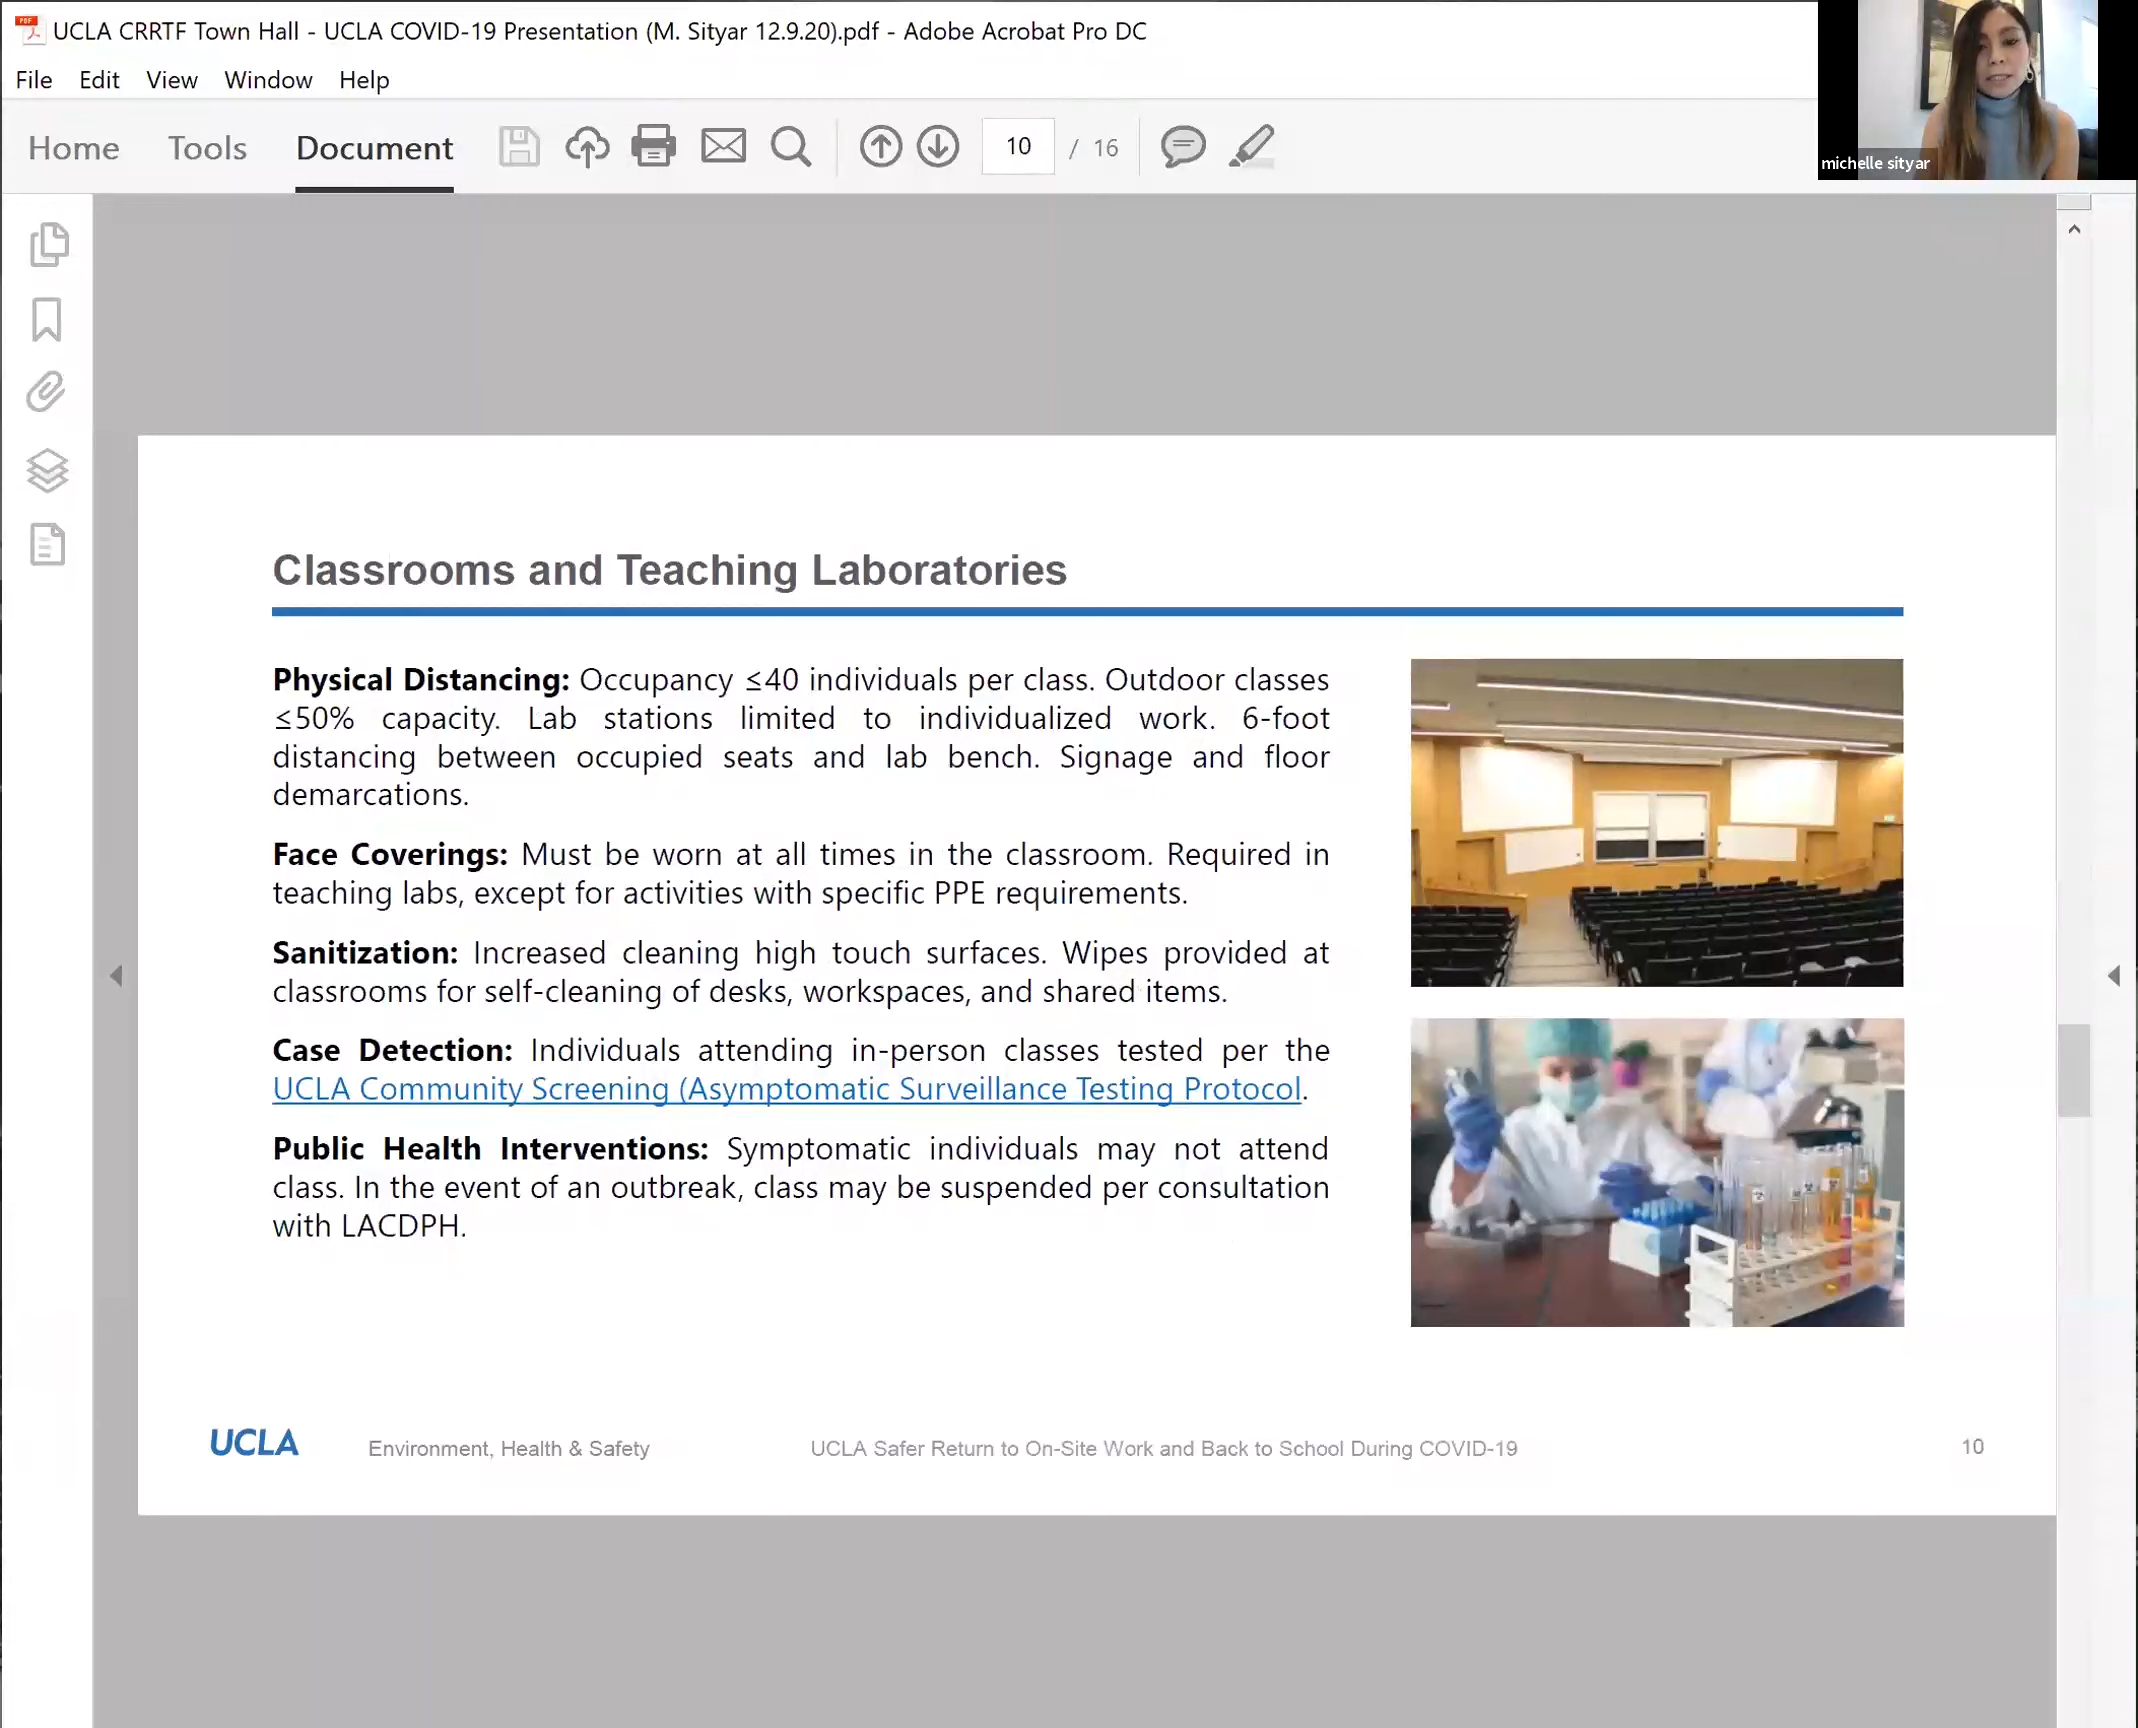 UCLA CRRTF Town Hall - UCLA COVID-19 Presentation (M. Sityar 12.9.20).pdf - Adobe Acrobat Pro DC
File Edit View Window Help
Home Tools Document 10 / 16
michelle sityar
Classrooms and Teaching Laboratories
Physical Distancing: Occupancy ≤40 individuals per class. Outdoor classes
≤50% capacity. Lab stations limited to individualized work. 6-foot
distancing between occupied seats and lab bench. Signage and floor
demarcations.
Face Coverings: Must be worn at all times in the classroom. Required in
teaching labs, except for activities with specific PPE requirements.
Sanitization: Increased cleaning high touch surfaces. Wipes provided at
classrooms for self-cleaning of desks, workspaces, and shared items.
Case Detection: Individuals attending in-person classes tested per the
UCLA Community Screening (Asymptomatic Surveillance Testing Protocol.
Public Health Interventions: Symptomatic individuals may not attend
class. In the event of an outbreak, class may be suspended per consultation
with LACDPH.
UCLA Environment, Health & Safety UCLA Safer Return to On-Site Work and Back to School During COVID-19 10